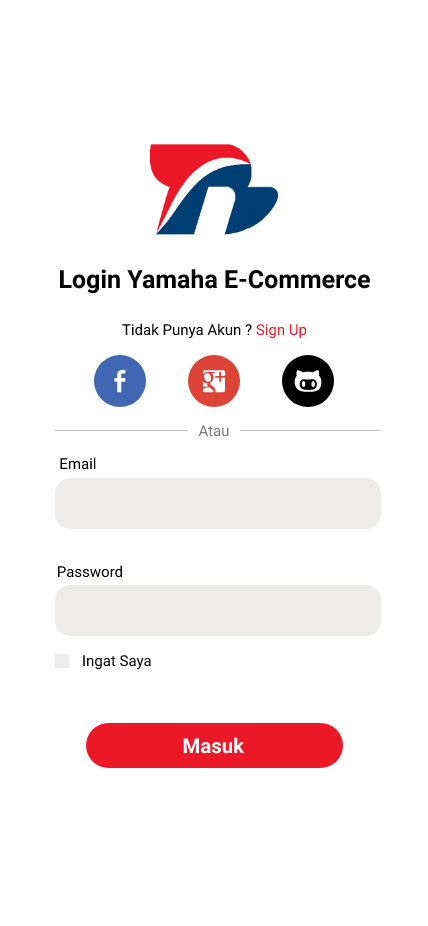 Login Yamaha E-Commerce
Tidak Punya Akun ? Sign Up
Atau
Email
Password
Ingat Saya
Masuk